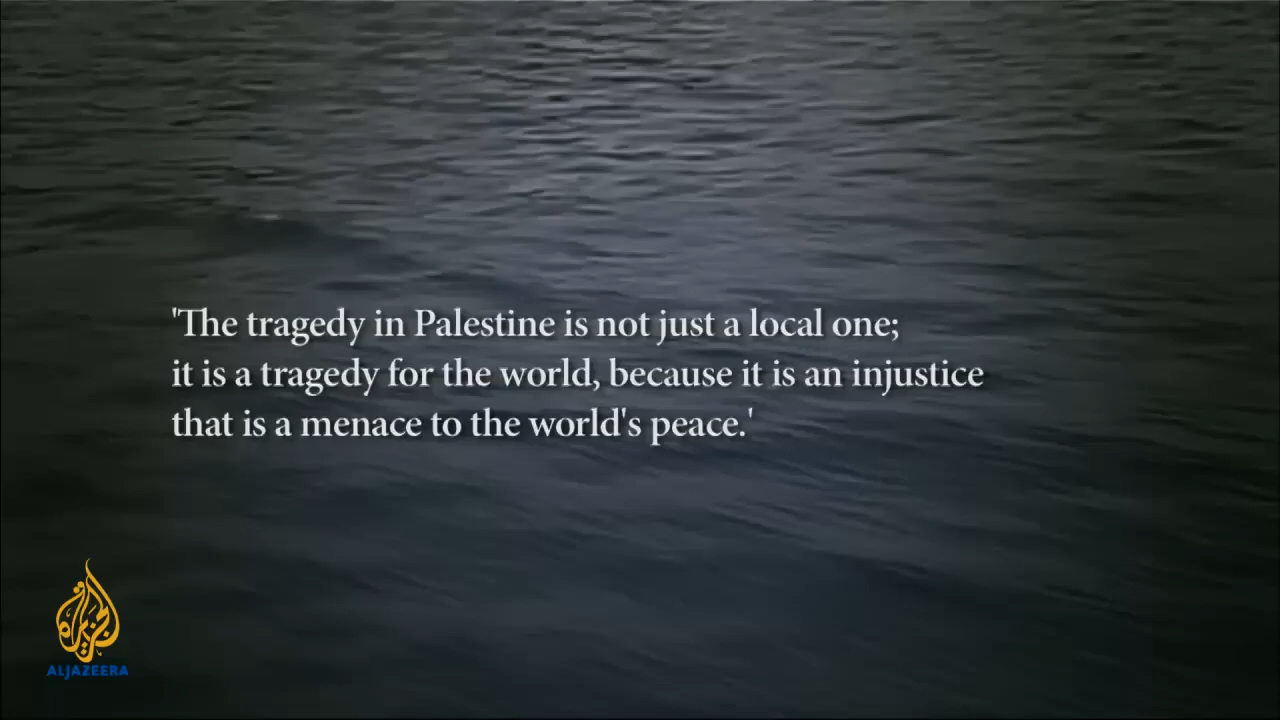 'The tragedy in Palestine is not just a local one;
it is a tragedy for the world, because it is an injustice
that is a menace to the world's peace.'
الجزيرة
ALJAZEERA